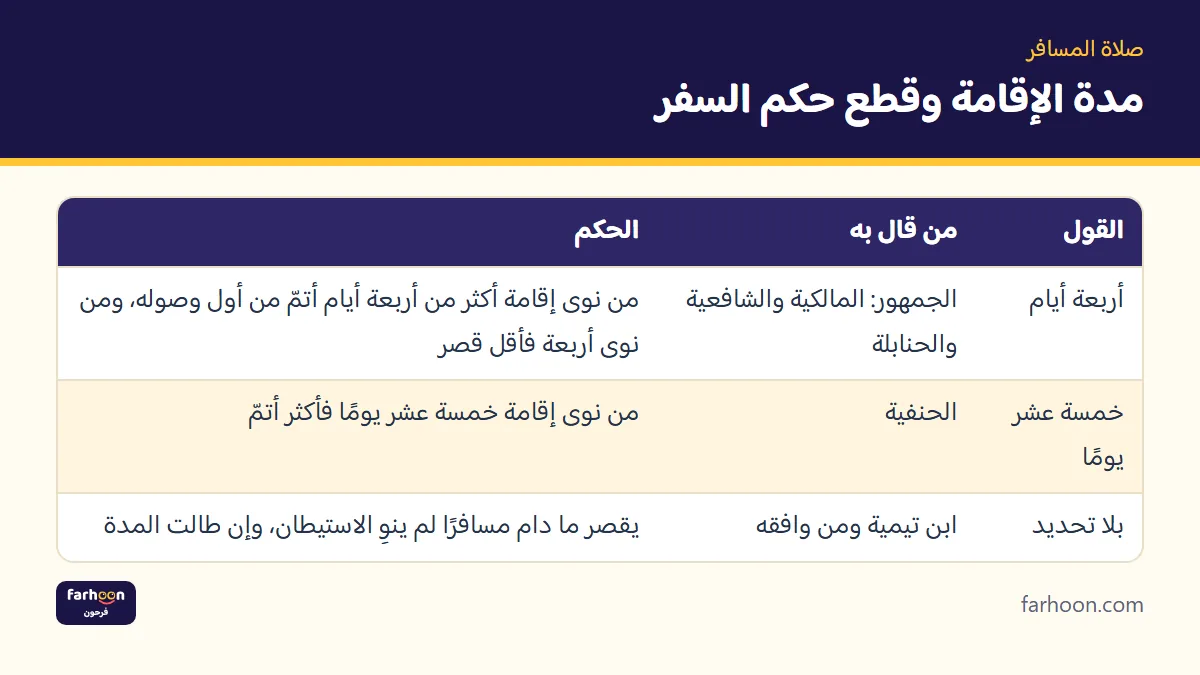 صلاة المسافر
مدة الإقامة وقطع حكم السفر
القول
من قال به
الحكم
أربعة أيام
الجمهور: المالكية والشافعية
والحنابلة
من نوى إقامة أكثر من أربعة أيام أتمّ من أول وصوله، ومن
نوى أربعة فأقل قصر
خمسة عشر
يومًا
الحنفية
من نوى إقامة خمسة عشر يومًا فأكثر أتمّ
بلا تحديد
ابن تيمية ومن وافقه
يقصر ما دام مسافرًا لم ينوِ الاستيطان، وإن طالت المدة
farhoon
فرحون
farhoon.com